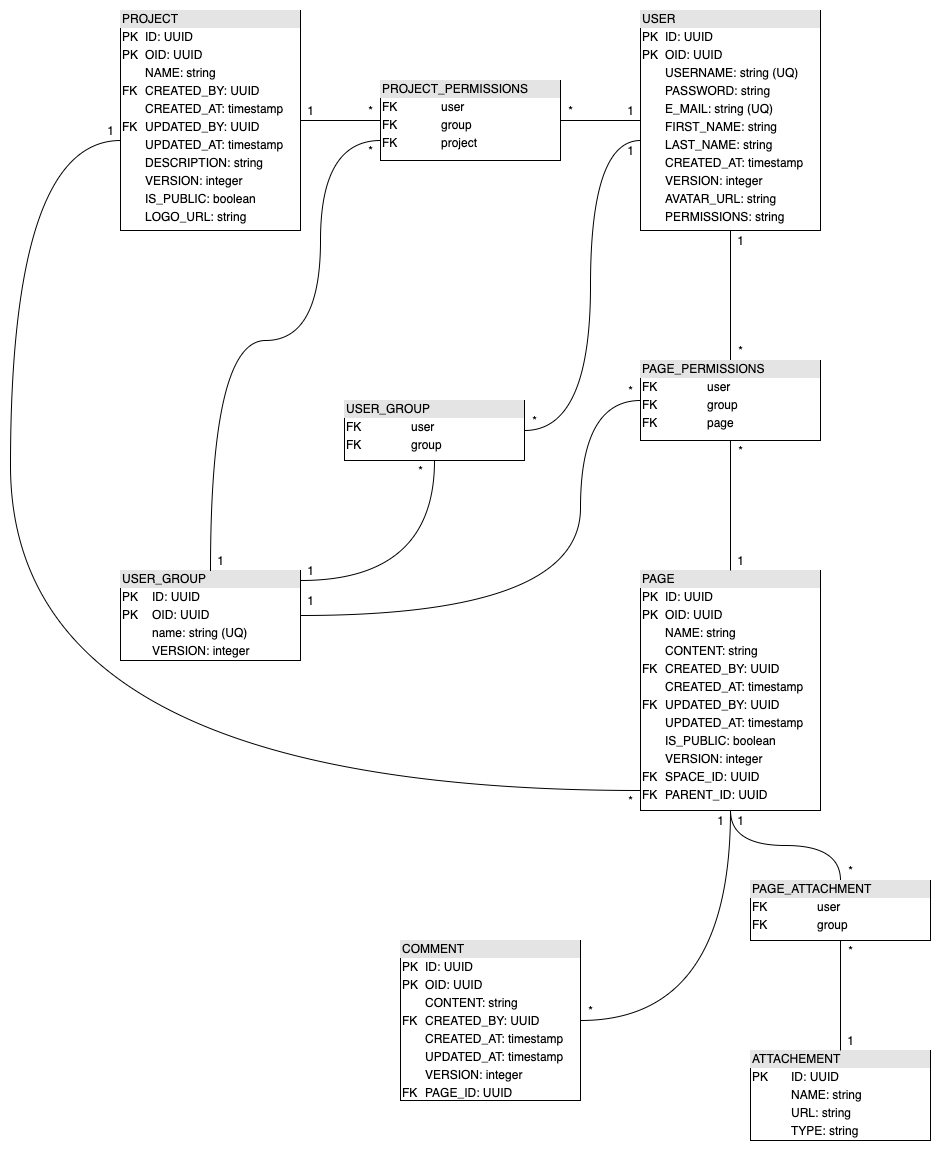 PROJECT
PK ID: UUID
PK OID: UUID
NAME: string
FK CREATED_BY: UUID
CREATED_AT: timestamp
FK UPDATED_BY: UUID
UPDATED_AT: timestamp
DESCRIPTION: string
VERSION: integer
IS_PUBLIC: boolean
LOGO_URL: string
1
1
*
PROJECT_PERMISSIONS
FK user
FK group
FK project
*
*
1
USER
PK ID: UUID
PK OID: UUID
USERNAME: string (UQ)
PASSWORD: string
E_MAIL: string (UQ)
FIRST_NAME: string
LAST_NAME: string
CREATED_AT: timestamp
VERSION: integer
AVATAR_URL: string
PERMISSIONS: string
1
1
*
PAGE_PERMISSIONS
FK user
FK group
FK page
*
*
USER_GROUP
FK user
FK group
*
*
1
1
1
USER_GROUP
PK ID: UUID
PK OID: UUID
name: string (UQ)
VERSION: integer
1
PAGE
PK ID: UUID
PK OID: UUID
NAME: string
CONTENT: string
FK CREATED_BY: UUID
CREATED_AT: timestamp
FK UPDATED_BY: UUID
UPDATED_AT: timestamp
IS_PUBLIC: boolean
VERSION: integer
FK SPACE_ID: UUID
FK PARENT_ID: UUID
*
1 1
*
PAGE_ATTACHMENT
FK user
FK group
*
COMMENT
PK ID: UUID
PK OID: UUID
CONTENT: string
FK CREATED_BY: UUID
CREATED_AT: timestamp
UPDATED_AT: timestamp
VERSION: integer
FK PAGE_ID: UUID
*
1
ATTACHEMENT
PK ID: UUID
NAME: string
URL: string
TYPE: string